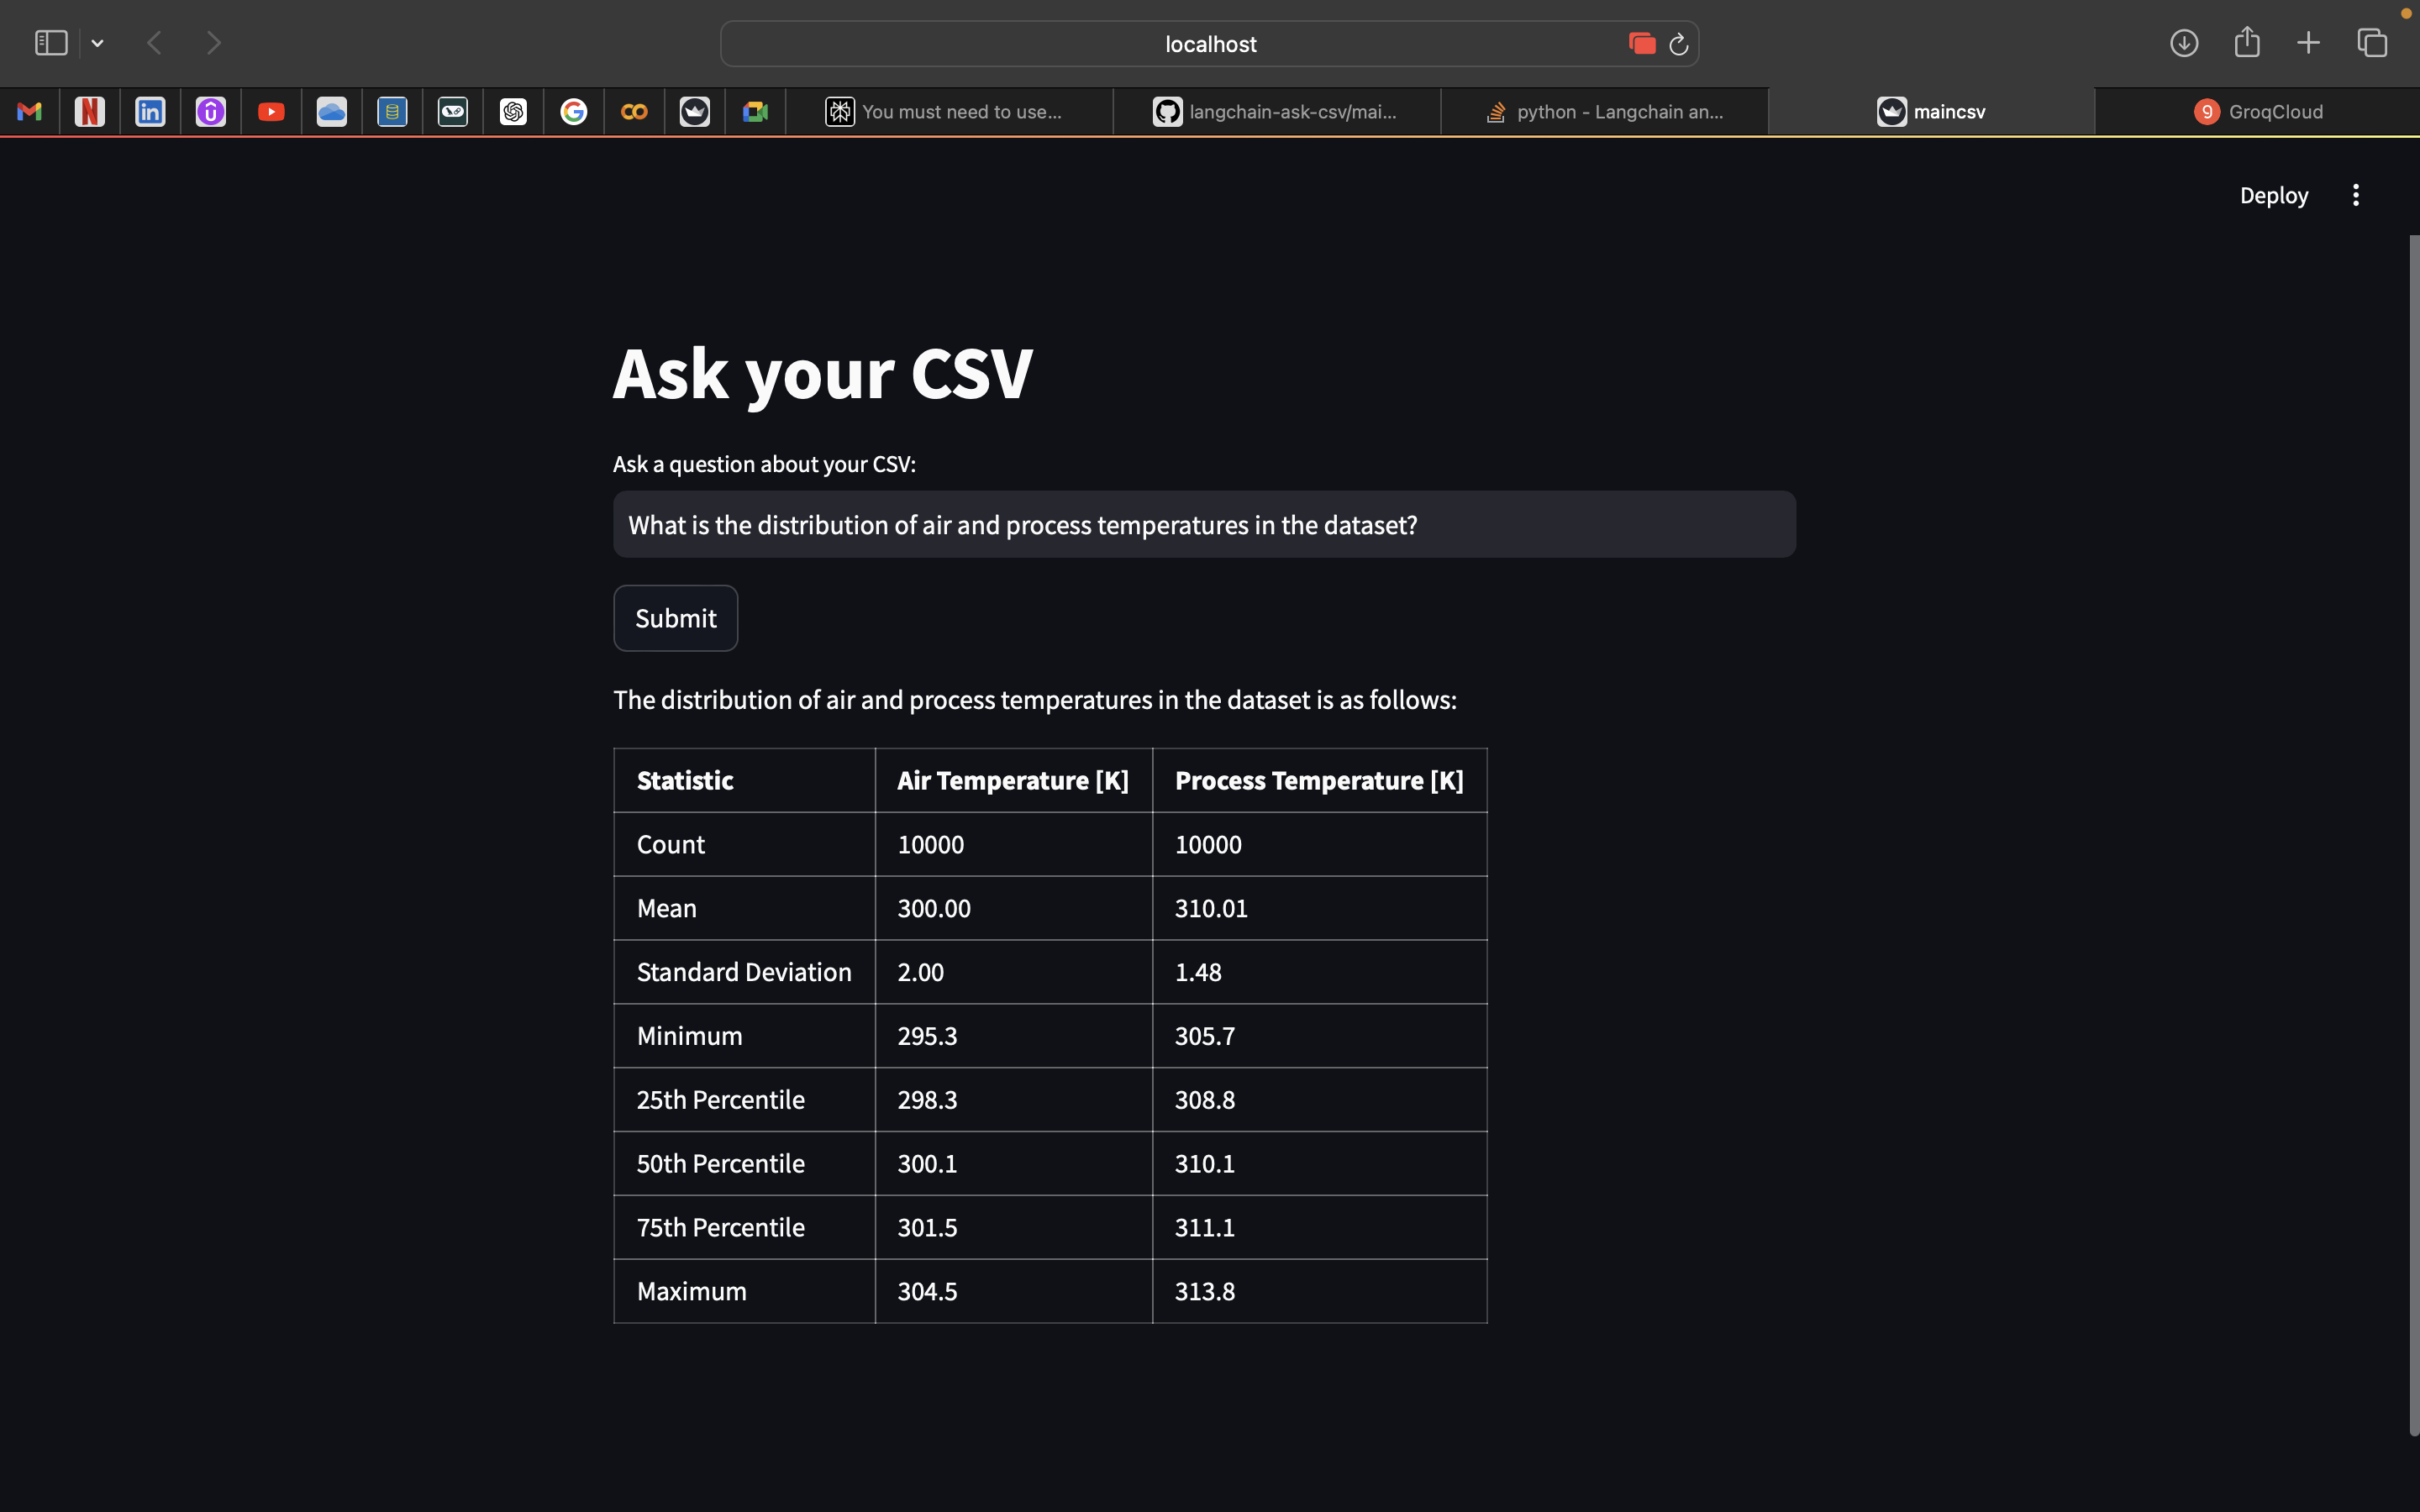 localhost
You must need to use...
langchain-ask-csv/mai...
python - Langchain an...
maincsv
9 GroqCloud
Deploy
Ask your CSV
Ask a question about your CSV:
What is the distribution of air and process temperatures in the dataset?
Submit
The distribution of air and process temperatures in the dataset is as follows:
Statistic Air Temperature [K] Process Temperature [K]
Count 10000 10000
Mean 300.00 310.01
Standard Deviation 2.00 1.48
Minimum 295.3 305.7
25th Percentile 298.3 308.8
50th Percentile 300.1 310.1
75th Percentile 301.5 311.1
Maximum 304.5 313.8